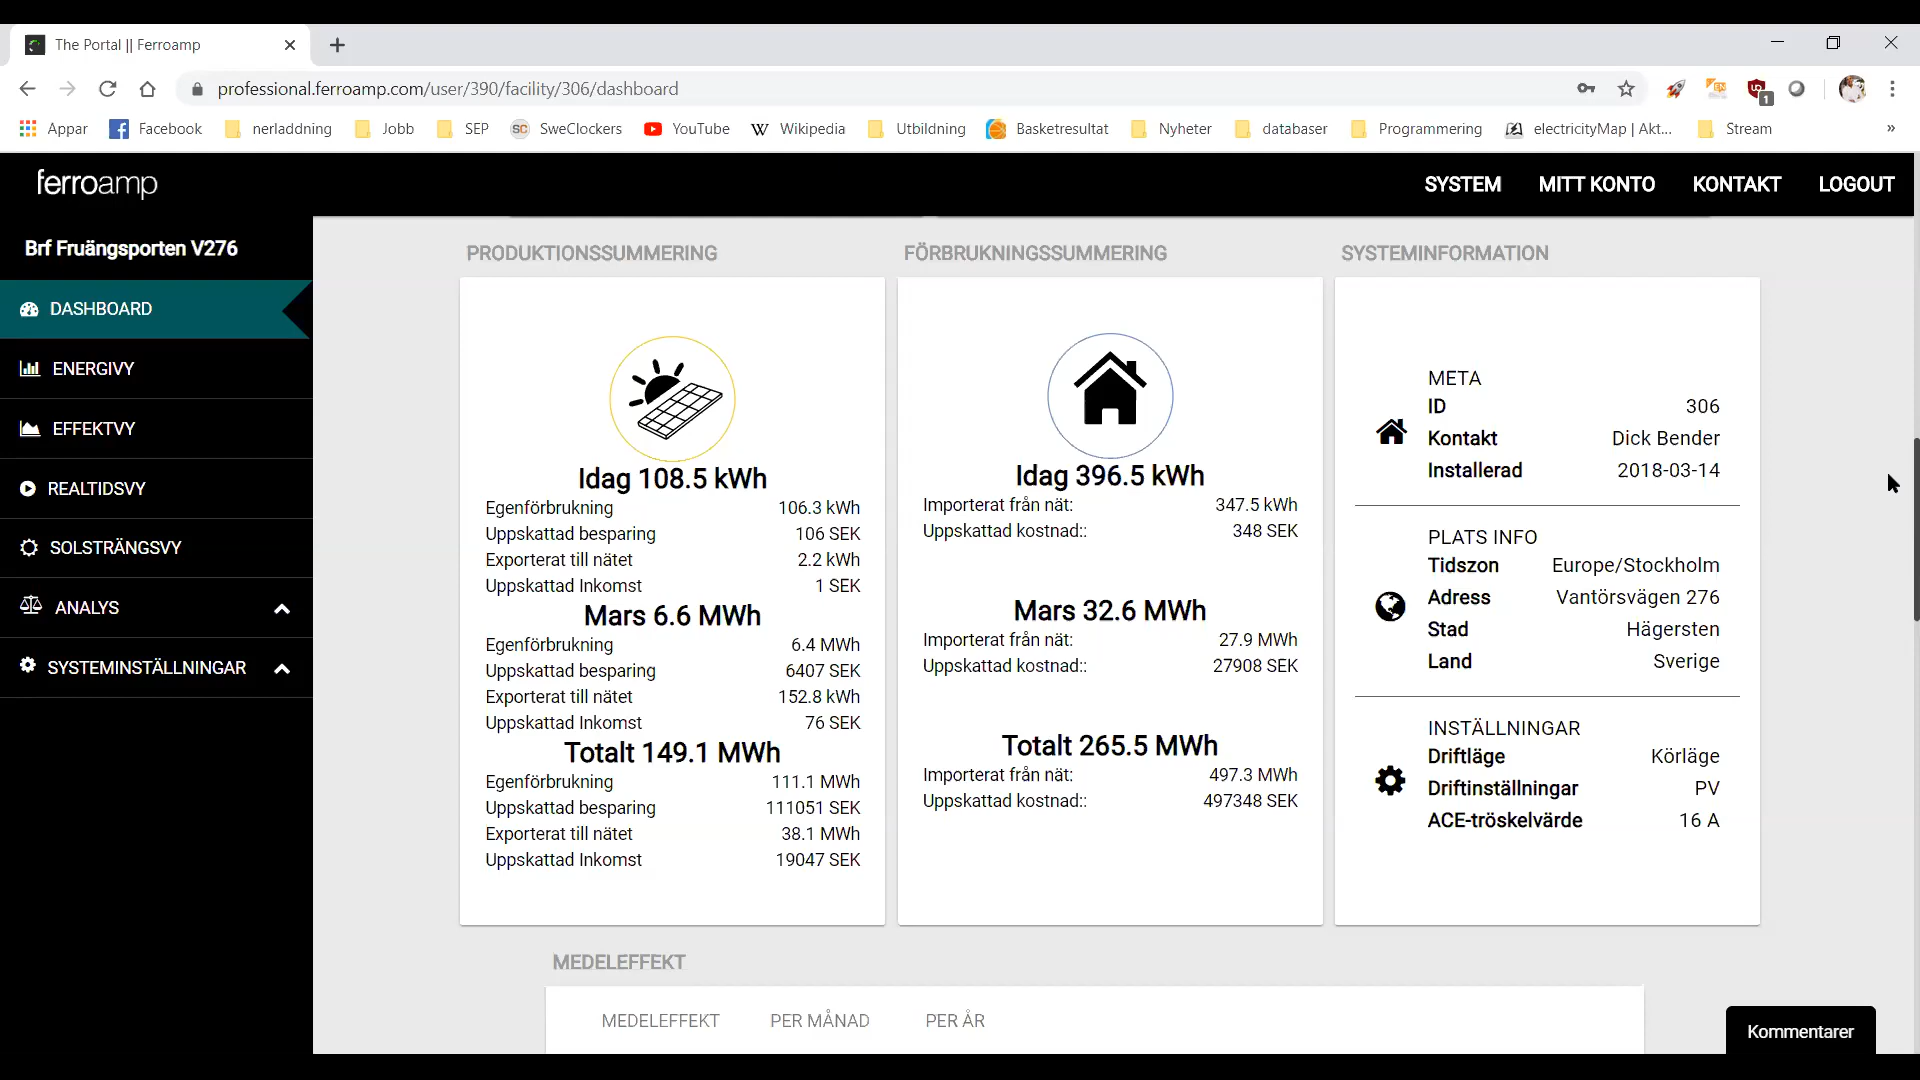 The Portal || Ferroamp
professional.ferroamp.com/user/390/facility/306/dashboard
1
Appar Facebook nerladdning Jobb SEP SC SweClockers YouTube W Wikipedia Utbildning Basketresultat Nyheter databaser Programmering electricityMap | Akt... Stream »
ferroamp
SYSTEM MITT KONTO KONTAKT LOGOUT
Brf Fruängsporten V276
DASHBOARD
ENERGIVY
EFFEKTVY
REALTIDSVY
SOLSTRÄNGSVY
ANALYS
SYSTEMINSTÄLLNINGAR
PRODUKTIONSSUMMERING
Idag 108.5 kWh
Egenförbrukning 106.3 kWh
Uppskattad besparing 106 SEK
Exporterat till nätet 2.2 kWh
Uppskattad Inkomst 1 SEK
Mars 6.6 MWh
Egenförbrukning 6.4 MWh
Uppskattad besparing 6407 SEK
Exporterat till nätet 152.8 kWh
Uppskattad Inkomst 76 SEK
Totalt 149.1 MWh
Egenförbrukning 111.1 MWh
Uppskattad besparing 111051 SEK
Exporterat till nätet 38.1 MWh
Uppskattad Inkomst 19047 SEK
FÖRBRUKNINGSSUMMERING
Idag 396.5 kWh
Importerat från nät: 347.5 kWh
Uppskattad kostnad:: 348 SEK
Mars 32.6 MWh
Importerat från nät: 27.9 MWh
Uppskattad kostnad:: 27908 SEK
Totalt 265.5 MWh
Importerat från nät: 497.3 MWh
Uppskattad kostnad:: 497348 SEK
SYSTEMINFORMATION
META
ID 306
Kontakt Dick Bender
Installerad 2018-03-14
PLATS INFO
Tidszon Europe/Stockholm
Adress Vantörsvägen 276
Stad Hägersten
Land Sverige
INSTÄLLNINGAR
Driftläge Körläge
Driftinställningar PV
ACE-tröskelvärde 16 A
MEDELEFFEKT
MEDELEFFEKT PER MÅNAD PER ÅR
Kommentarer